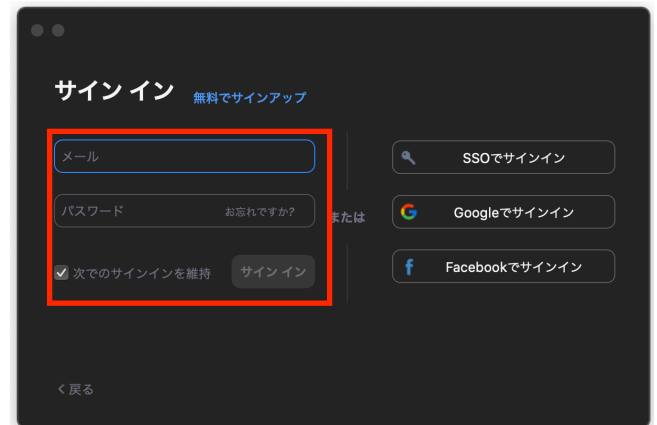 サイン イン 無料でサインアップ
メール
パスワード お忘れですか?
次でのサインインを維持 サイン イン
または
SSOでサインイン
Googleでサインイン
Facebookでサインイン
戻る